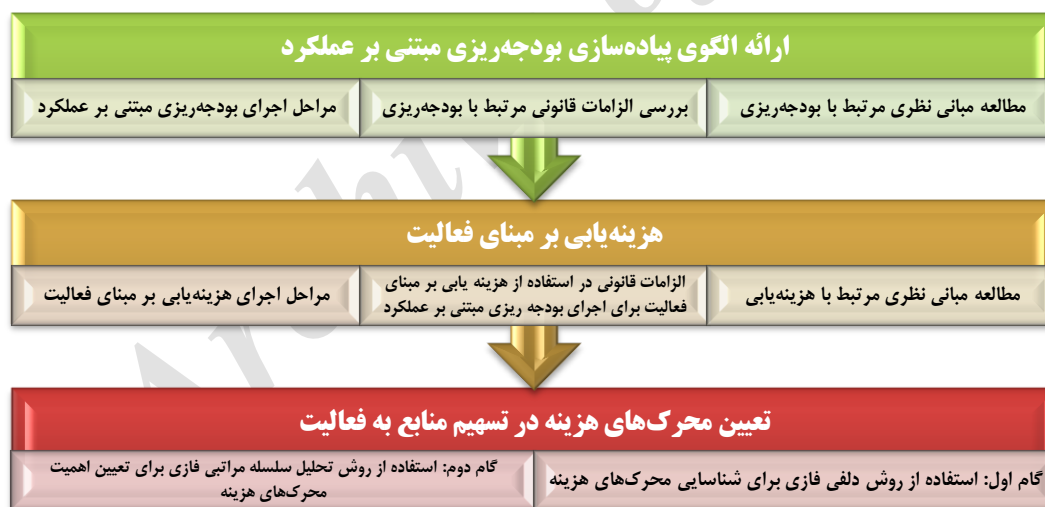 ارائه الگوی پیاده‌سازی بودجه‌ریزی مبتنی بر عملکرد
مطالعه مبانی نظری مرتبط با بودجه‌ریزی
بررسی الزامات قانونی مرتبط با بودجه‌ریزی
مراحل اجرای بودجه‌ریزی مبتنی بر عملکرد
هزینه‌یابی بر مبنای فعالیت
مطالعه مبانی نظری مرتبط با هزینه‌یابی
الزامات قانونی در استفاده از هزینه یابی بر مبنای
فعالیت برای اجرای بودجه ریزی مبتنی بر عملکرد
مراحل اجرای هزینه‌یابی بر مبنای فعالیت
تعیین محرک‌های هزینه در تسهیم منابع به فعالیت
گام اول: استفاده از روش دلفی فازی برای شناسایی محرک‌های هزینه
گام دوم: استفاده از روش تحلیل سلسله مراتبی فازی برای تعیین اهمیت
محرک‌های هزینه